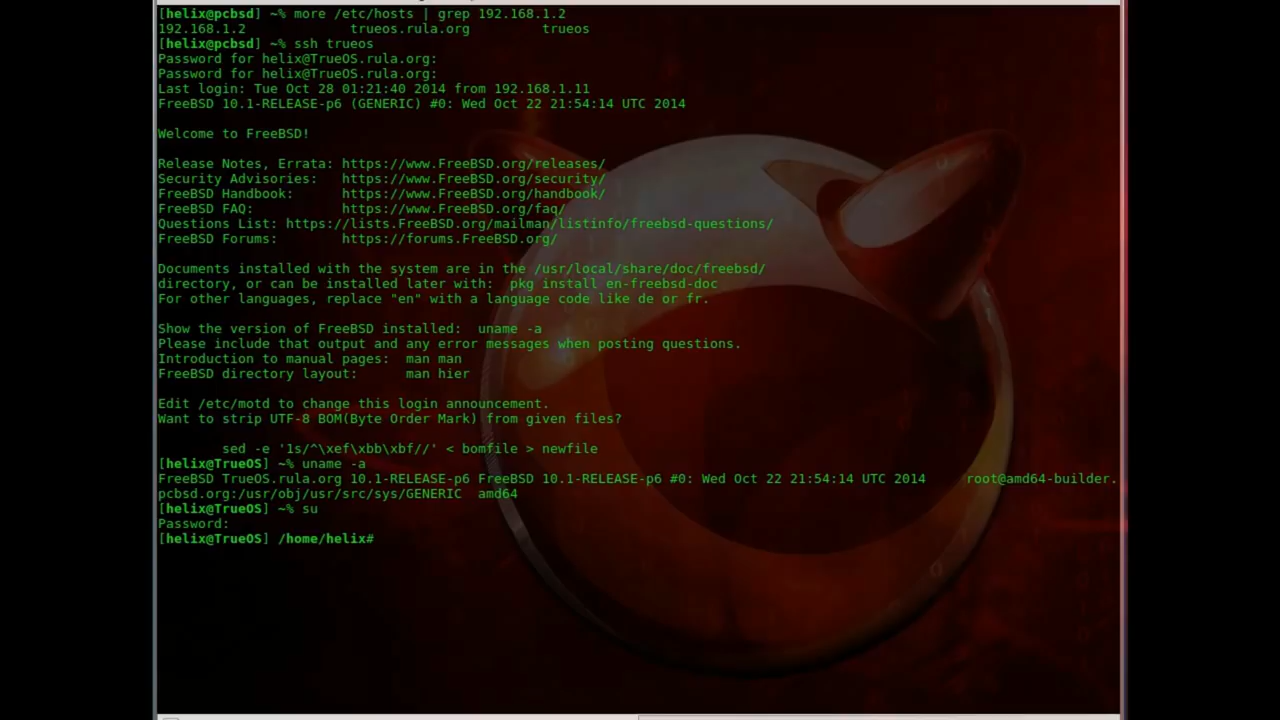 [helix@pcbsd] ~% more /etc/hosts | grep 192.168.1.2
192.168.1.2             trueos.rula.org         trueos
[helix@pcbsd] ~% ssh trueos
Password for helix@TrueOS.rula.org:
Password for helix@TrueOS.rula.org:
Last login: Tue Oct 28 01:21:40 2014 from 192.168.1.11
FreeBSD 10.1-RELEASE-p6 (GENERIC) #0: Wed Oct 22 21:54:14 UTC 2014

Welcome to FreeBSD!

Release Notes, Errata: https://www.FreeBSD.org/releases/
Security Advisories:   https://www.FreeBSD.org/security/
FreeBSD Handbook:      https://www.FreeBSD.org/handbook/
FreeBSD FAQ:           https://www.FreeBSD.org/faq/
Questions List: https://lists.FreeBSD.org/mailman/listinfo/freebsd-questions/
FreeBSD Forums:        https://forums.FreeBSD.org/

Documents installed with the system are in the /usr/local/share/doc/freebsd/
directory, or can be installed later with:  pkg install en-freebsd-doc
For other languages, replace "en" with a language code like de or fr.

Show the version of FreeBSD installed:  uname -a
Please include that output and any error messages when posting questions.
Introduction to manual pages:  man man
FreeBSD directory layout:      man hier

Edit /etc/motd to change this login announcement.
Want to strip UTF-8 BOM(Byte Order Mark) from given files?

        sed -e '1s/^\xef\xbb\xbf//' < bomfile > newfile
[helix@TrueOS] ~% uname -a
FreeBSD TrueOS.rula.org 10.1-RELEASE-p6 FreeBSD 10.1-RELEASE-p6 #0: Wed Oct 22 21:54:14 UTC 2014     root@amd64-builder.
pcbsd.org:/usr/obj/usr/src/sys/GENERIC  amd64
[helix@TrueOS] ~% su
Password:
[helix@TrueOS] /home/helix#